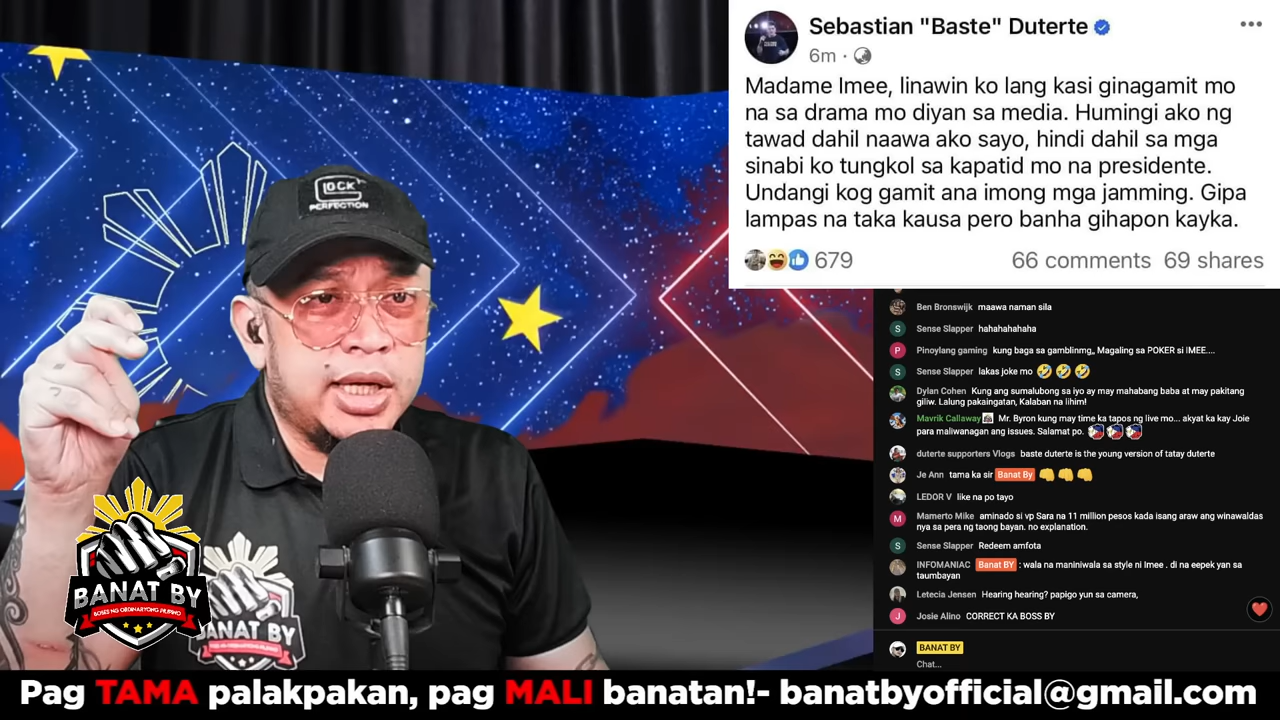 Sebastian "Baste" Duterte
6m ·
Madame Imee, linawin ko lang kasi ginagamit mo
na sa drama mo diyan sa media. Humingi ako ng
tawad dahil naawa ako sayo, hindi dahil sa mga
sinabi ko tungkol sa kapatid mo na presidente.
Undangi kog gamit ana imong mga jamming. Gipa
lampas na taka kausa pero banha gihapon kayka.
679
56 comments 69 shares
GLOCK
PERFECTION
Ben Bronswijk maawa naman sila
S Sense Slapper hahahahahaha
P Pinoylang gaming kung baga sa gamblinmg,, Magaling sa POKER si IMEE....
S Sense Slapper lakas joke mo 🤣 🤣 🤣
Dylan Cohen Kung ang sumalubong sa iyo ay may mahabang baba at may pakitang
giliw. Lalung pakaingatan, Kalaban na lihim!
Mavrik Callaway Mr. Byron kung may time ka tapos ng live mo... akyat ka kay Joie
para maliwanagan ang issues. Salamat po.
duterte supporters Vlogs baste duterte is the young version of tatay duterte
Je Ann tama ka sir Banat By 👊 👊 👊
LEDOR V like na po tayo
M Mamerto Mike aminado si vp Sara na 11 million pesos kada isang araw ang winawaldas
nya sa pera ng taong bayan. no explanation.
S Sense Slapper Redeem amfota
INFOMANIAC Banat BY : wala na maniniwala sa style ni Imee . di na eepek yan sa
taumbayan
Letecia Jensen Hearing hearing? papigo yun sa camera,
J Josie Alino CORRECT KA BOSS BY
BANAT BY
Chat...
BANAT BY
BOSES NG ORDINARYONG PILIPINO
BANAT BY
Pag TAMA palakpakan, pag MALI banatan!- banatbyofficial@gmail.com